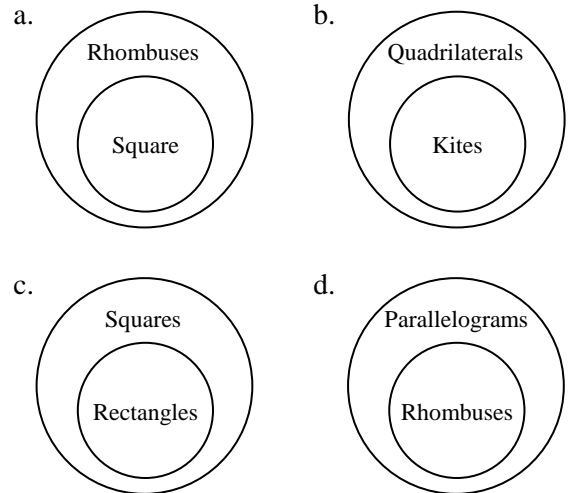 a.
Rhombuses
Square
b.
Quadrilaterals
Kites
c.
Squares
Rectangles
d.
Parallelograms
Rhombuses